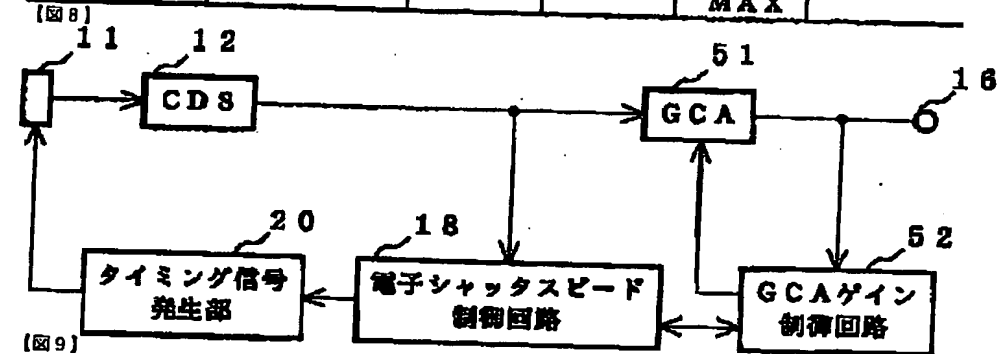 MAX
【図8】
11
12
51
16
CDS
GCA
20
18
52
タイミング信号
発生部
電子シャッタスピード
制御回路
GCAゲイン
制御回路
【図9】